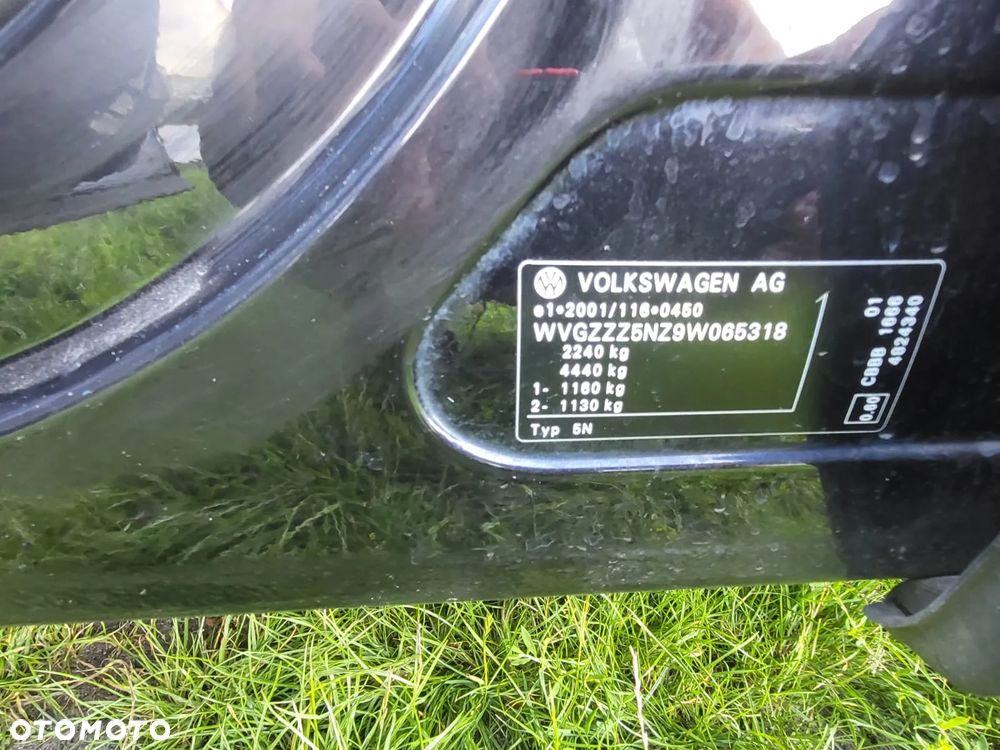 VOLKSWAGEN AG
e1*2001/116*0450
WVGZZZ5NZ9W065318
2240 kg
4440 kg
1- 1160 kg
2- 1130 kg
Typ 5N
01
CBBB 1666
4024340
0.60
OTOMOTO